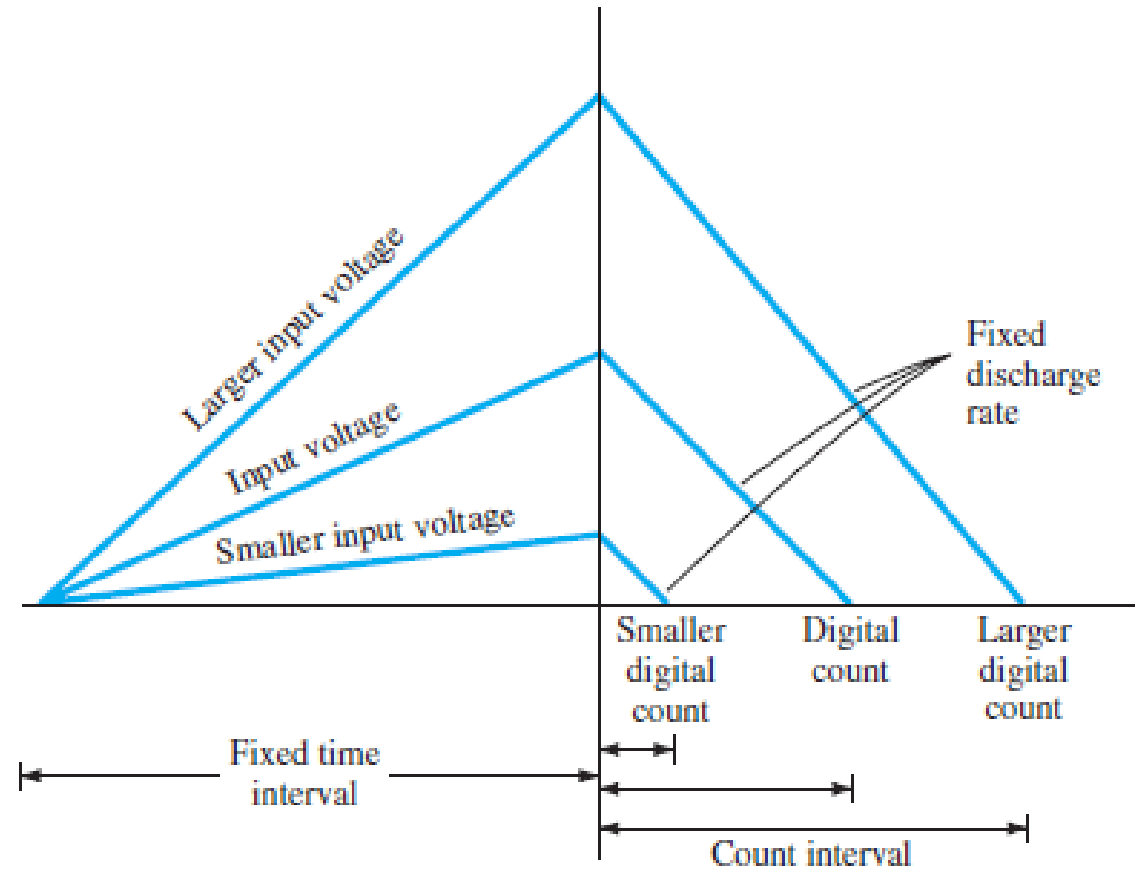 Larger input voltage
Input voltage
Smaller input voltage
Fixed
discharge
rate
Smaller
digital
count
Digital
count
Larger
digital
count
Fixed time
interval
Count interval